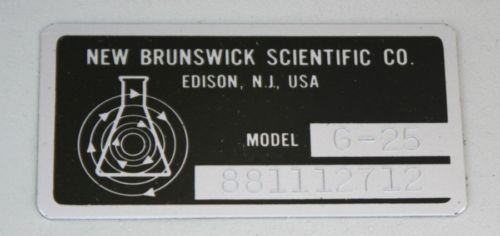 NEW BRUNSWICK SCIENTIFIC CO.
EDISON, N.J., USA
MODEL G-25
881112712